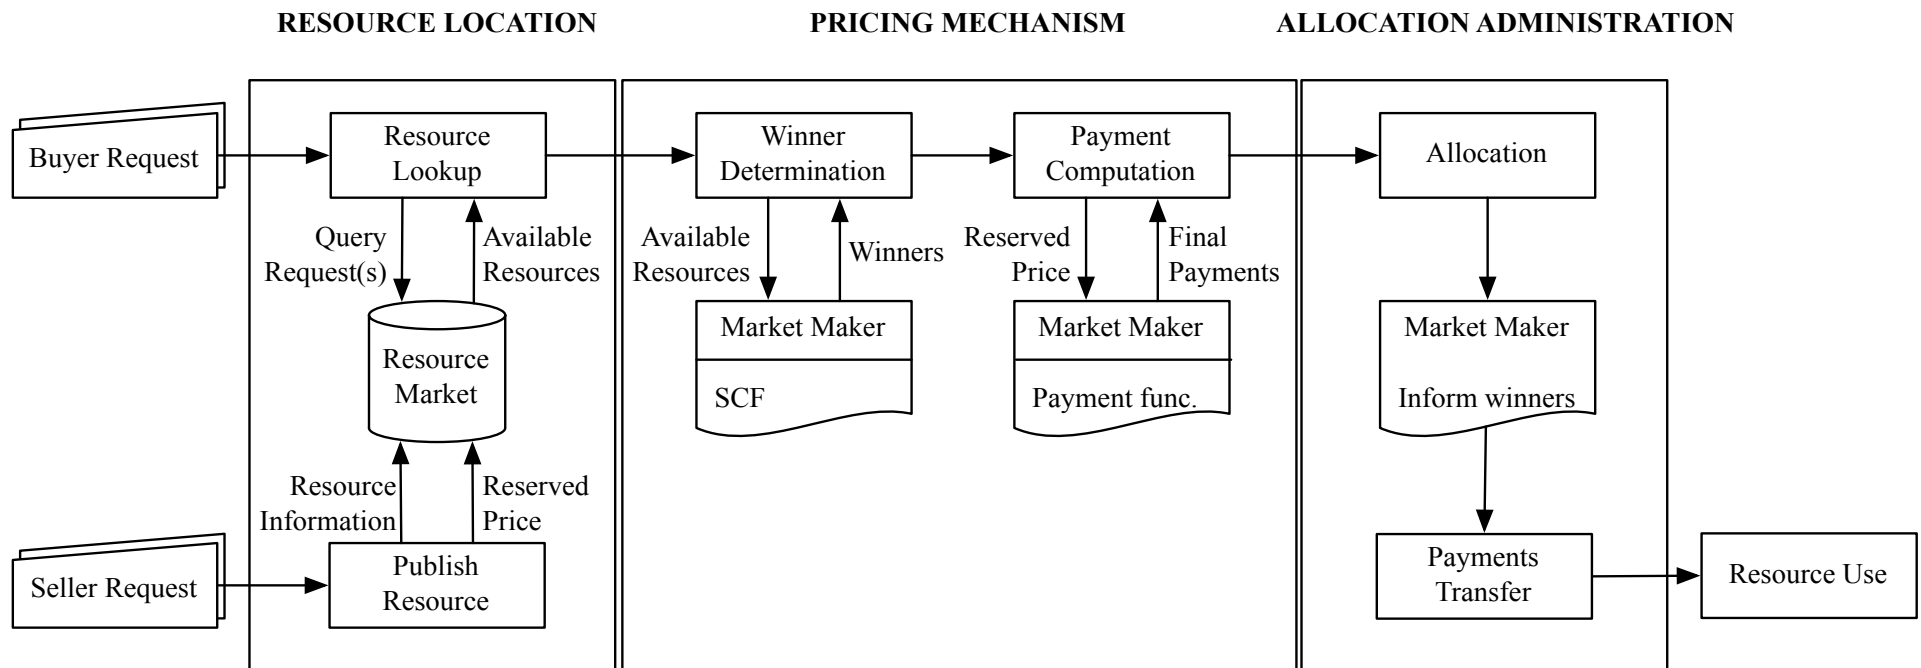 RESOURCE LOCATION
PRICING MECHANISM
ALLOCATION ADMINISTRATION
Buyer Request
Resource
Lookup
Winner
Determination
Payment
Computation
Allocation
Query
Request(s)
Available
Resources
Available
Resources
Winners
Reserved
Price
Final
Payments
Resource
Market
Market Maker
SCF
Market Maker
Payment func.
Market Maker
Inform winners
Resource
Information
Reserved
Price
Seller Request
Publish
Resource
Payments
Transfer
Resource Use